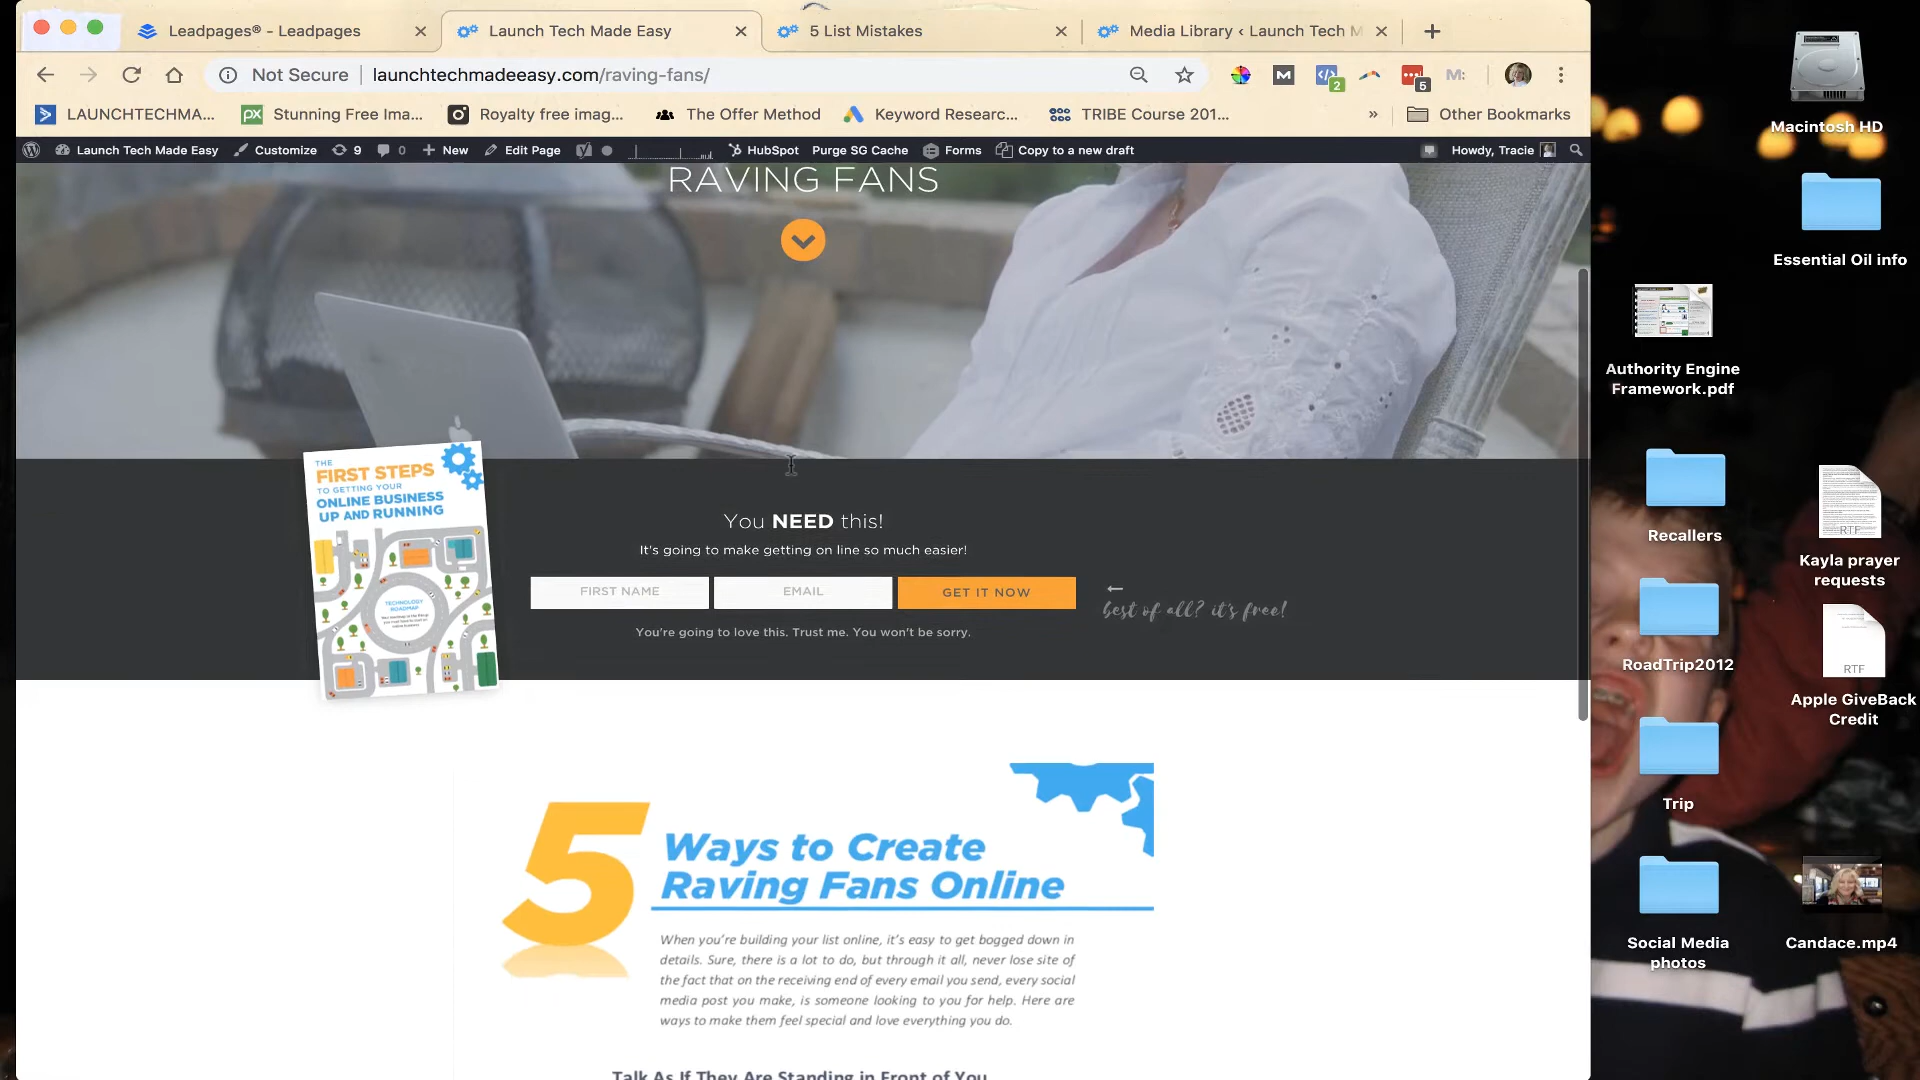 Leadpages® - Leadpages
Launch Tech Made Easy
5 List Mistakes
Media Library ‹ Launch Tech M
Not Secure
launchtechmadeeasy.com/raving-fans/
2
5
M:
LAUNCHTECHMA...
Stunning Free Ima...
Royalty free imag...
The Offer Method
Keyword Researc...
TRIBE Course 201...
»
Other Bookmarks
Launch Tech Made Easy
Customize
9
0
New
Edit Page
HubSpot
Purge SG Cache
Forms
Copy to a new draft
Howdy, Tracie
RAVING FANS
THE
FIRST STEPS
TO GETTING YOUR
ONLINE BUSINESS
UP AND RUNNING
TECHNOLOGY
ROADMAP
You NEED this!
It's going to make getting on line so much easier!
FIRST NAME
EMAIL
GET IT NOW
best of all? it's free!
You're going to love this. Trust me. You won't be sorry.
5 Ways to Create
Raving Fans Online
When you're building your list online, it's easy to get bogged down in
details. Sure, there is a lot to do, but through it all, never lose site of
the fact that on the receiving end of every email you send, every social
media post you make, is someone looking to you for help. Here are
ways to make them feel special and love everything you do.
Talk As If They Are Standing in Front of You
Macintosh HD
Essential Oil info
Authority Engine
Framework.pdf
Recallers
RTF
Kayla prayer
requests
RoadTrip2012
RTF
Apple GiveBack
Credit
Trip
Social Media
photos
Candace.mp4